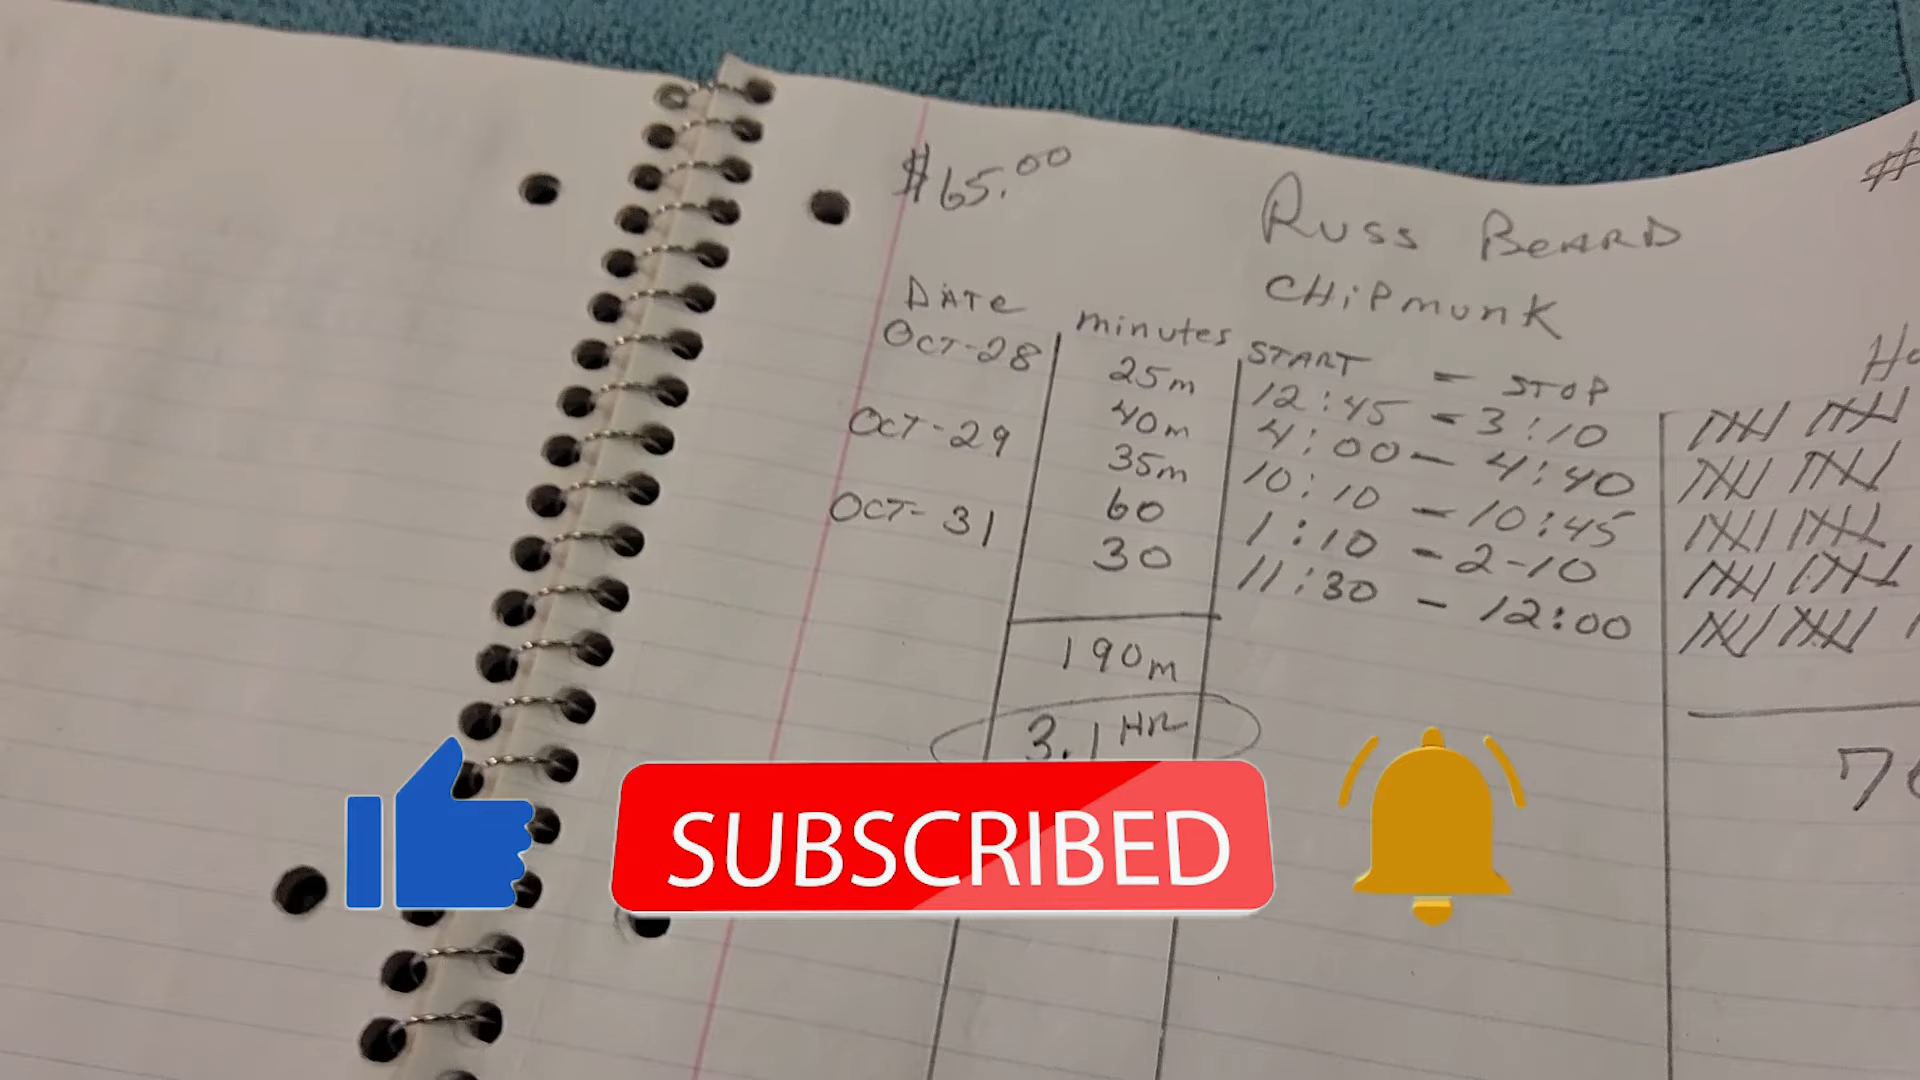 $65.00
Russ Beard
Chipmunk
Date minutes START - STOP
Oct-28 25m 12:45 - 3:10
40m 4:00 - 4:40
Oct-29 35m 10:10 - 10:45
60 1:10 - 2-10
Oct-31 30 11:30 - 12:00
190m
3.1 HR
SUBSCRIBED